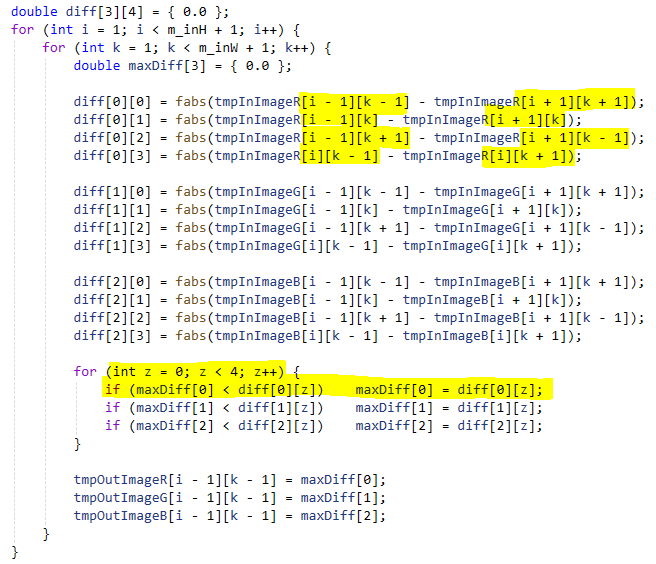 double diff[3][4] = { 0.0 };
for (int i = 1; i < m_inH + 1; i++) {
    for (int k = 1; k < m_inW + 1; k++) {
        double maxDiff[3] = { 0.0 };

        diff[0][0] = fabs(tmpInImageR[i - 1][k - 1] - tmpInImageR[i + 1][k + 1]);
        diff[0][1] = fabs(tmpInImageR[i - 1][k] - tmpInImageR[i + 1][k]);
        diff[0][2] = fabs(tmpInImageR[i - 1][k + 1] - tmpInImageR[i + 1][k - 1]);
        diff[0][3] = fabs(tmpInImageR[i][k - 1] - tmpInImageR[i][k + 1]);

        diff[1][0] = fabs(tmpInImageG[i - 1][k - 1] - tmpInImageG[i + 1][k + 1]);
        diff[1][1] = fabs(tmpInImageG[i - 1][k] - tmpInImageG[i + 1][k]);
        diff[1][2] = fabs(tmpInImageG[i - 1][k + 1] - tmpInImageG[i + 1][k - 1]);
        diff[1][3] = fabs(tmpInImageG[i][k - 1] - tmpInImageG[i][k + 1]);

        diff[2][0] = fabs(tmpInImageB[i - 1][k - 1] - tmpInImageB[i + 1][k + 1]);
        diff[2][1] = fabs(tmpInImageB[i - 1][k] - tmpInImageB[i + 1][k]);
        diff[2][2] = fabs(tmpInImageB[i - 1][k + 1] - tmpInImageB[i + 1][k - 1]);
        diff[2][3] = fabs(tmpInImageB[i][k - 1] - tmpInImageB[i][k + 1]);

        for (int z = 0; z < 4; z++) {
            if (maxDiff[0] < diff[0][z])    maxDiff[0] = diff[0][z];
            if (maxDiff[1] < diff[1][z])    maxDiff[1] = diff[1][z];
            if (maxDiff[2] < diff[2][z])    maxDiff[2] = diff[2][z];
        }

        tmpOutImageR[i - 1][k - 1] = maxDiff[0];
        tmpOutImageG[i - 1][k - 1] = maxDiff[1];
        tmpOutImageB[i - 1][k - 1] = maxDiff[2];
    }
}